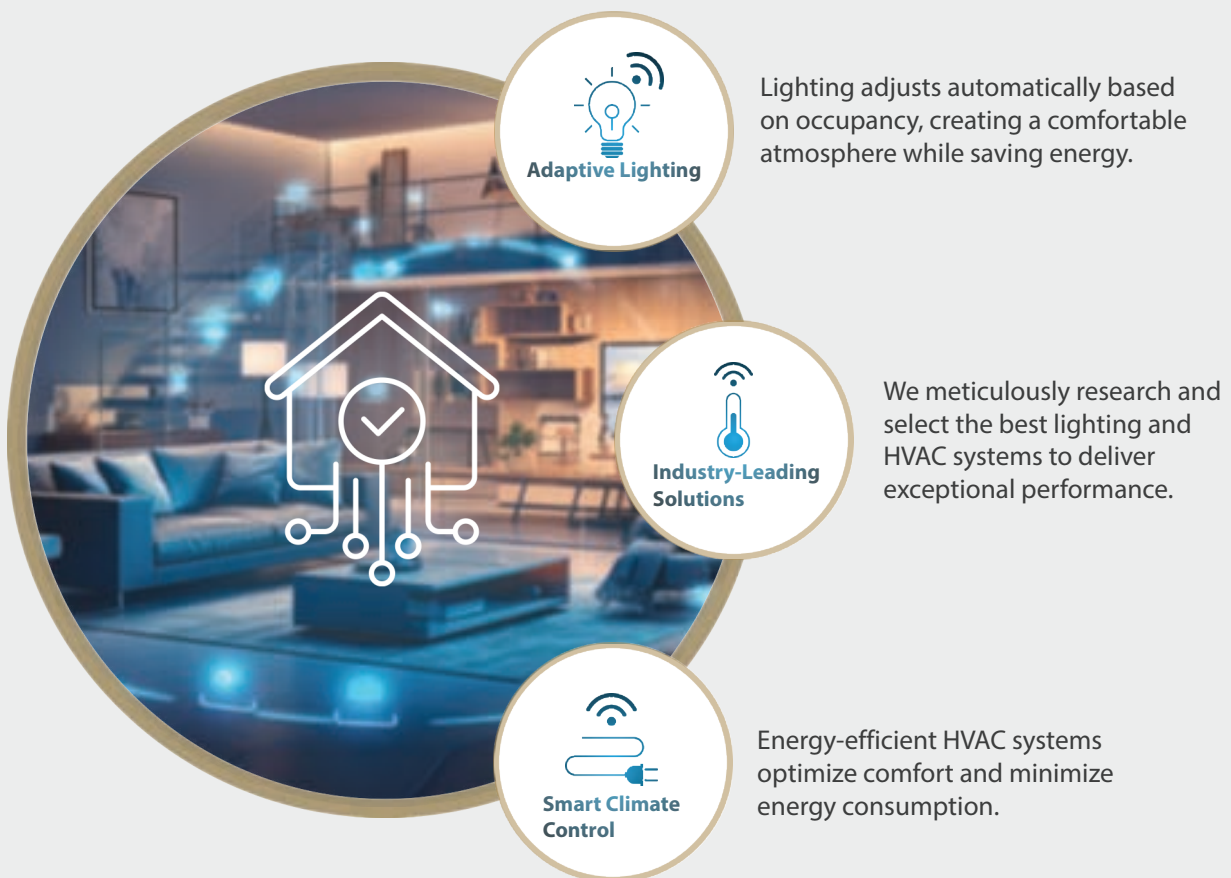 Adaptive Lighting
Lighting adjusts automatically based
on occupancy, creating a comfortable
atmosphere while saving energy.
Industry-Leading
Solutions
We meticulously research and
select the best lighting and
HVAC systems to deliver
exceptional performance.
Smart Climate
Control
Energy-efficient HVAC systems
optimize comfort and minimize
energy consumption.